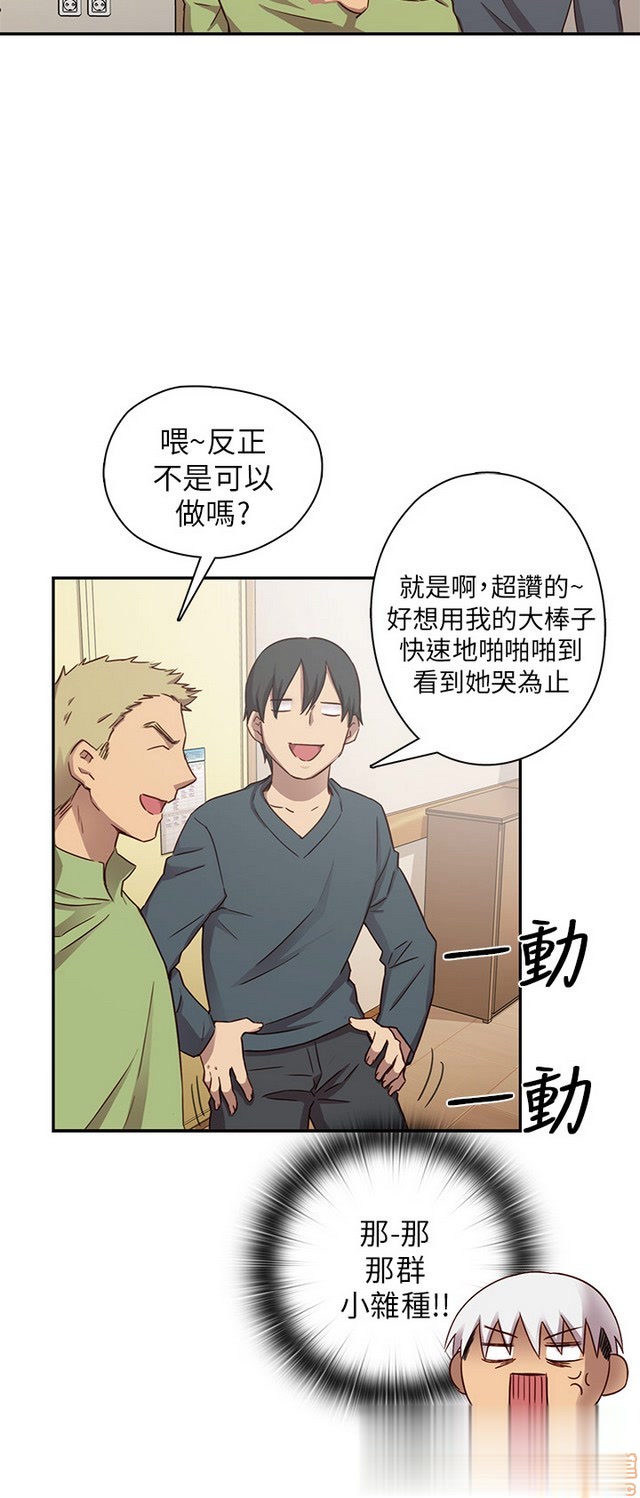 喂~反正
不是可以
做嗎?
就是啊，超讚的~
好想用我的大棒子
快速地啪啪啪到
看到她哭為止
一動
一動
那-那
那群
小雜種!!